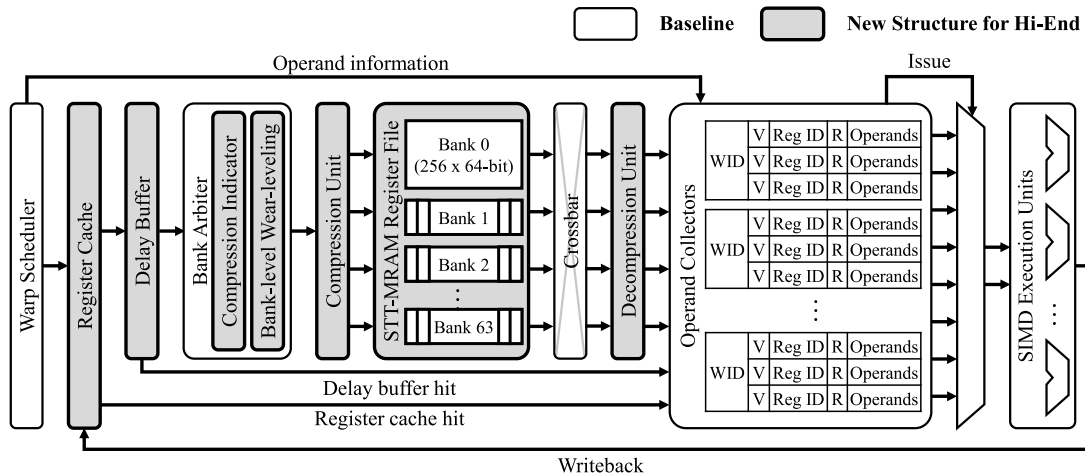 Baseline
New Structure for Hi-End
Operand information
Issue
Warp Scheduler
Register Cache
Delay Buffer
Bank Arbiter
Compression Indicator
Bank-level Wear-leveling
Compression Unit
STT-MRAM Register File
Bank 0
(256 x 64-bit)
Bank 1
Bank 2
⋮
Bank 63
Crossbar
Decompression Unit
Operand Collectors
WID
V Reg ID R Operands
V Reg ID R Operands
V Reg ID R Operands
WID
V Reg ID R Operands
V Reg ID R Operands
V Reg ID R Operands
⋮
WID
V Reg ID R Operands
V Reg ID R Operands
V Reg ID R Operands
SIMD Execution Units
⋮
Delay buffer hit
Register cache hit
Writeback